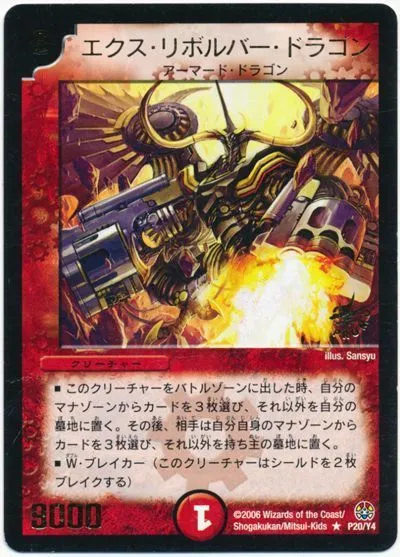 エクス・リボルバー・ドラゴン
アーマード・ドラゴン
illus. Sansyu
クリーチャー
■ このクリーチャーをバトルゾーンに出した時、自分の
マナゾーンからカードを3枚選び、それ以外を自分の
墓地に置く。その後、相手は自分自身のマナゾーンか
らカードを3枚選び、それ以外を持ち主の墓地に置く。
■ W・ブレイカー(このクリーチャーはシールドを2枚
ブレイクする)
9000
1
©2006 Wizards of the Coast/
Shogakukan/Mitsui-Kids ★ P20/Y4